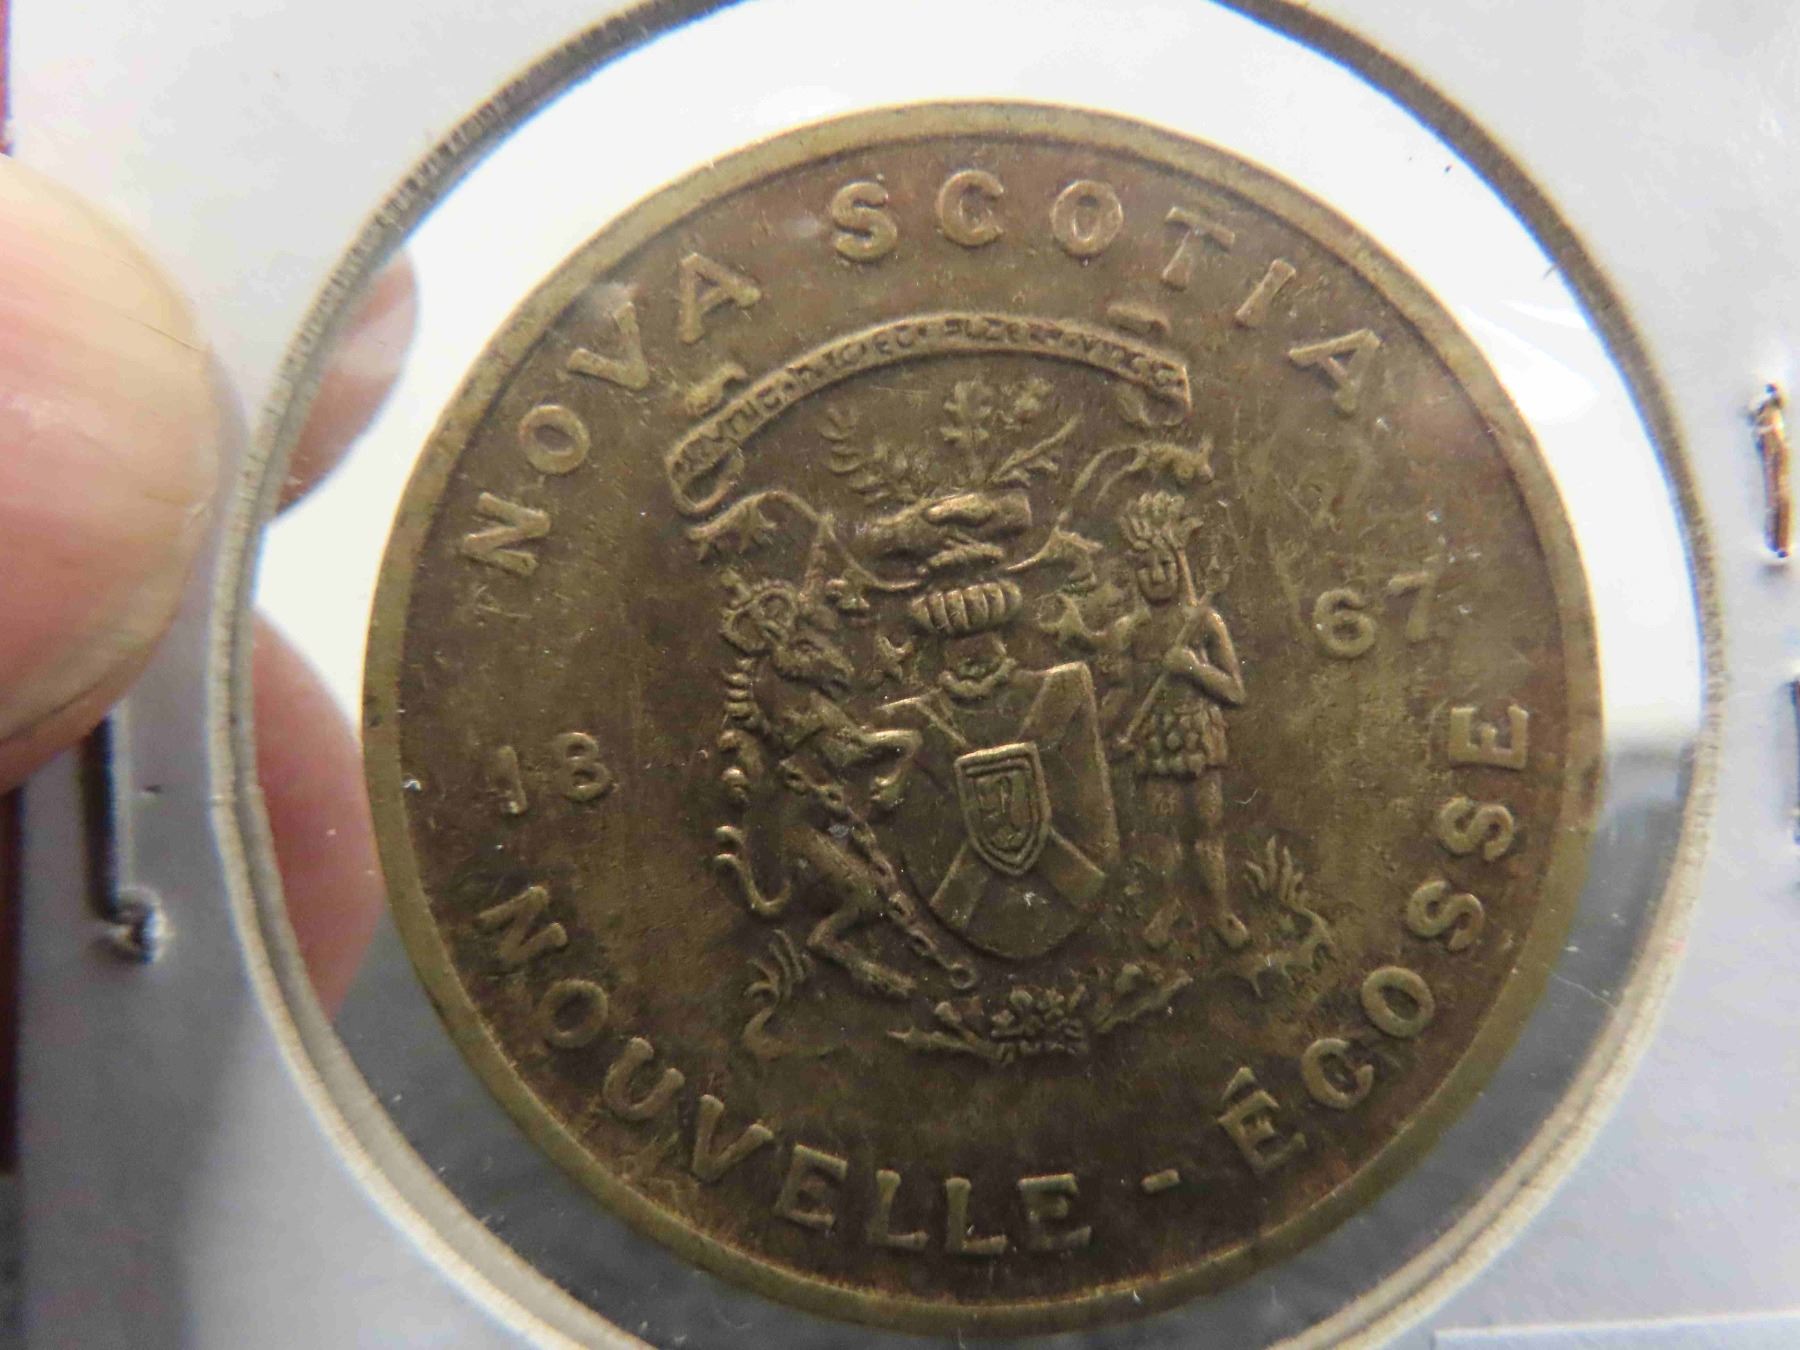 NOVA SCOTIA
18 67
NOUVELLE - ÉCOSSE